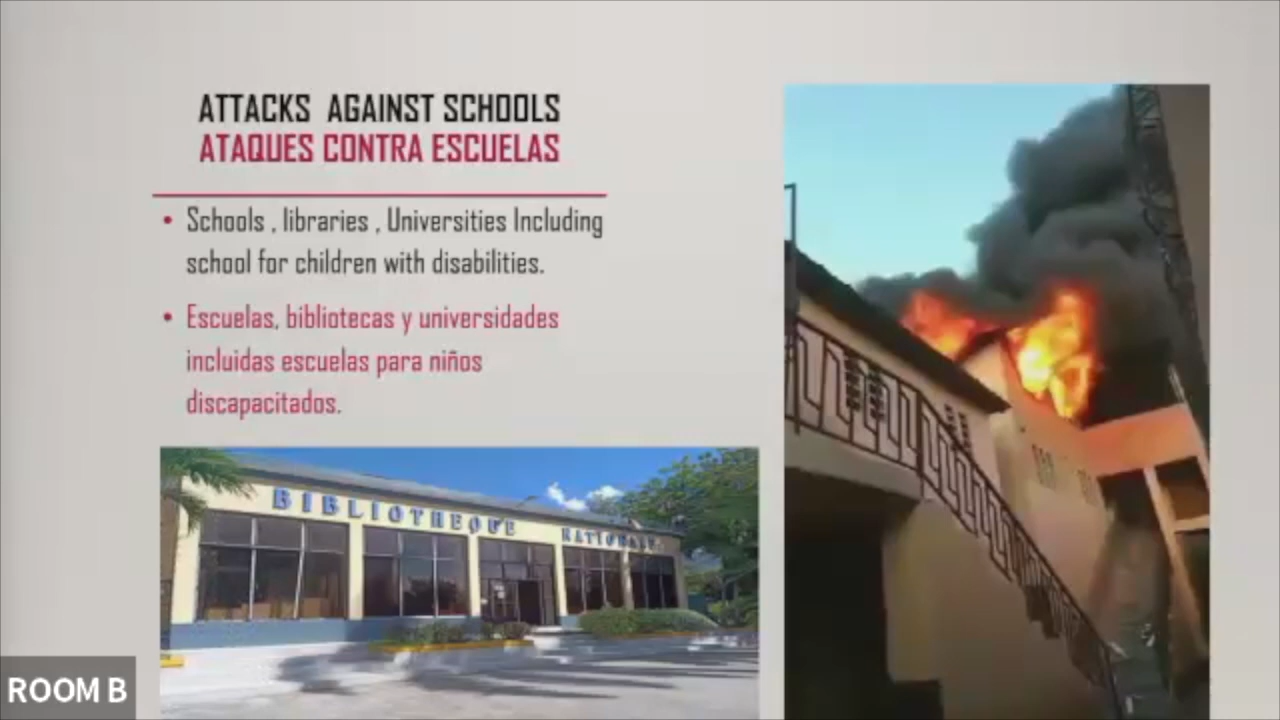 ATTACKS AGAINST SCHOOLS
ATAQUES CONTRA ESCUELAS
• Schools , libraries , Universities Including
school for children with disabilities.
• Escuelas, bibliotecas y universidades
incluidas escuelas para niños
discapacitados.
BIBLIOTHEQUE NATIONALE
ROOM B